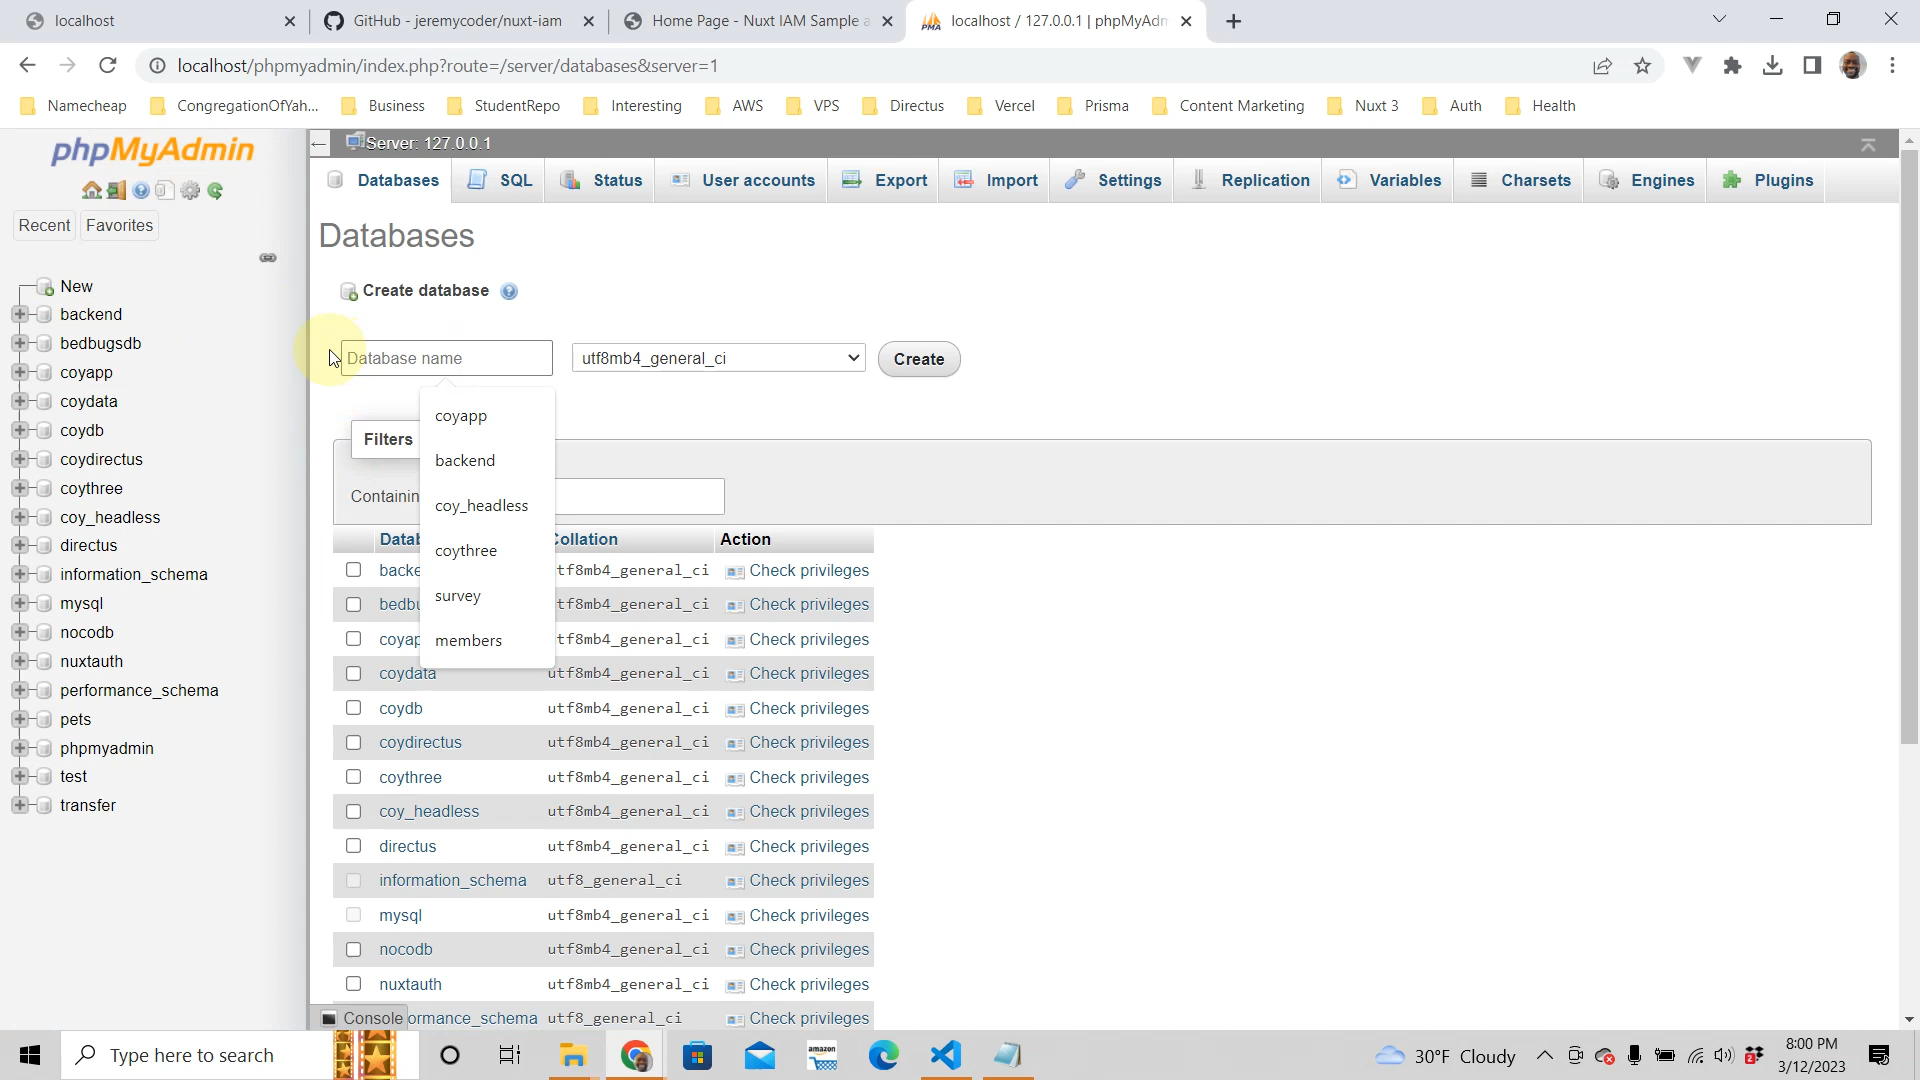 localhost
GitHub - jeremycoder/nuxt-iam
Home Page - Nuxt IAM Sample a
localhost / 127.0.0.1 | phpMyAdm
localhost/phpmyadmin/index.php?route=/server/databases&server=1
Namecheap
CongregationOfYah...
Business
StudentRepo
Interesting
AWS
VPS
Directus
Vercel
Prisma
Content Marketing
Nuxt 3
Auth
Health
phpMyAdmin
Recent
Favorites
New
backend
bedbugsdb
coyapp
coydata
coydb
coydirectus
coythree
coy_headless
directus
information_schema
mysql
nocodb
nuxtauth
performance_schema
pets
phpmyadmin
test
transfer
Server: 127.0.0.1
Databases
SQL
Status
User accounts
Export
Import
Settings
Replication
Variables
Charsets
Engines
Plugins
Databases
Create database
Database name
utf8mb4_general_ci
Create
coyapp
backend
coy_headless
coythree
survey
members
Filters
Containin
Datab Collation Action
backe tf8mb4_general_ci Check privileges
bedbu tf8mb4_general_ci Check privileges
coyap tf8mb4_general_ci Check privileges
coydata utf8mb4_general_ci Check privileges
coydb utf8mb4_general_ci Check privileges
coydirectus utf8mb4_general_ci Check privileges
coythree utf8mb4_general_ci Check privileges
coy_headless utf8mb4_general_ci Check privileges
directus utf8mb4_general_ci Check privileges
information_schema utf8_general_ci Check privileges
mysql utf8mb4_general_ci Check privileges
nocodb utf8mb4_general_ci Check privileges
nuxtauth utf8mb4_general_ci Check privileges
ormance_schema utf8_general_ci Check privileges
Console
Type here to search
amazon
30°F Cloudy
8:00 PM
3/12/2023